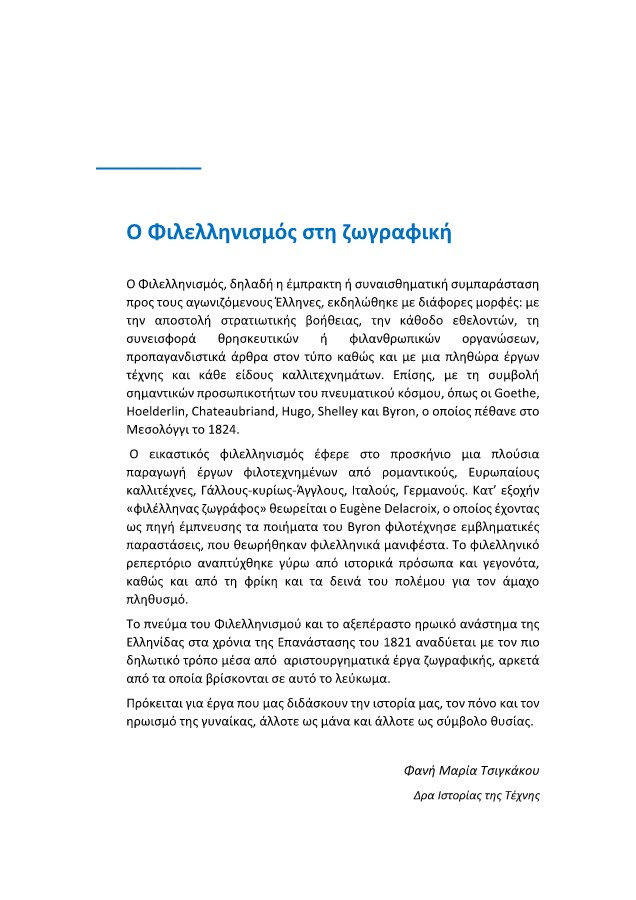 Ο Φιλελληνισμός στη ζωγραφική
Ο Φιλελληνισμός, δηλαδή η έμπρακτη ή συναισθηματική συμπαράσταση
προς τους αγωνιζόμενους Έλληνες, εκδηλώθηκε με διάφορες μορφές: με
την αποστολή στρατιωτικής βοήθειας, την κάθοδο εθελοντών, τη
συνεισφορά θρησκευτικών ή φιλανθρωπικών οργανώσεων,
προπαγανδιστικά άρθρα στον τύπο καθώς και με μια πληθώρα έργων
τέχνης και κάθε είδους καλλιτεχνημάτων. Επίσης, με τη συμβολή
σημαντικών προσωπικοτήτων του πνευματικού κόσμου, όπως οι Goethe,
Hoelderlin, Chateaubriand, Hugo, Shelley και Byron, ο οποίος πέθανε στο
Μεσολόγγι το 1824.
Ο εικαστικός φιλελληνισμός έφερε στο προσκήνιο μια πλούσια
παραγωγή έργων φιλοτεχνημένων από ρομαντικούς, Ευρωπαίους
καλλιτέχνες, Γάλλους-κυρίως-Άγγλους, Ιταλούς, Γερμανούς. Κατ’ εξοχήν
«φιλέλληνας ζωγράφος» θεωρείται ο Eugène Delacroix, ο οποίος έχοντας
ως πηγή έμπνευσης τα ποιήματα του Byron φιλοτέχνησε εμβληματικές
παραστάσεις, που θεωρήθηκαν φιλελληνικά μανιφέστα. Το φιλελληνικό
ρεπερτόριο αναπτύχθηκε γύρω από ιστορικά πρόσωπα και γεγονότα,
καθώς και από τη φρίκη και τα δεινά του πολέμου για τον άμαχο
πληθυσμό.
Το πνεύμα του Φιλελληνισμού και το αξεπέραστο ηρωικό ανάστημα της
Ελληνίδας στα χρόνια της Επανάστασης του 1821 αναδύεται με τον πιο
δηλωτικό τρόπο μέσα από αριστουργηματικά έργα ζωγραφικής, αρκετά
από τα οποία βρίσκονται σε αυτό το λεύκωμα.
Πρόκειται για έργα που μας διδάσκουν την ιστορία μας, τον πόνο και τον
ηρωισμό της γυναίκας, άλλοτε ως μάνα και άλλοτε ως σύμβολο θυσίας.
Φανή Μαρία Τσιγκάκου
Δρα Ιστορίας της Τέχνης